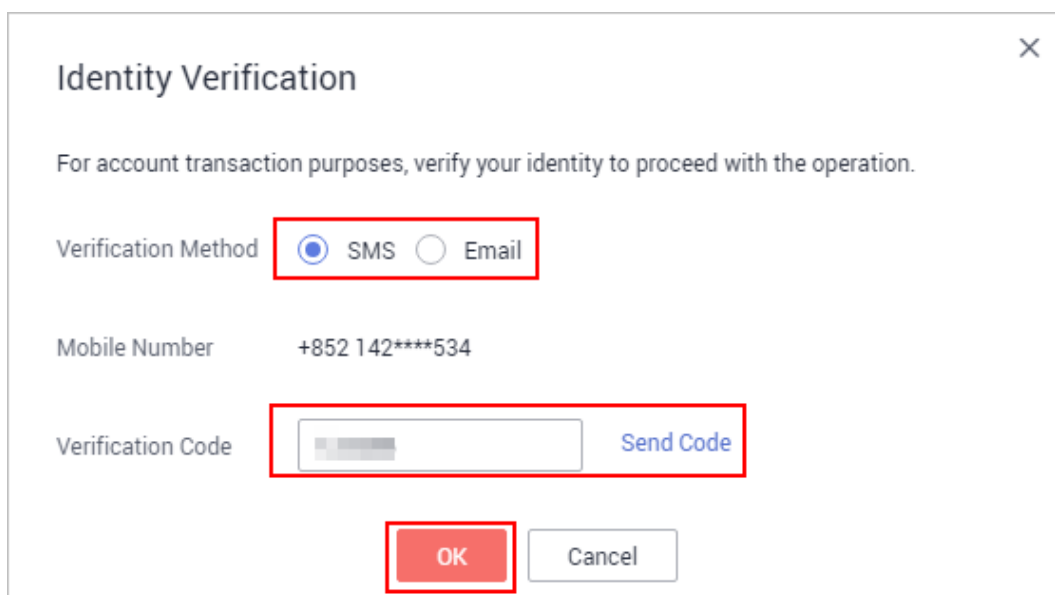 Identity Verification
For account transaction purposes, verify your identity to proceed with the operation.
Verification Method SMS Email
Mobile Number +852 142****534
Verification Code Send Code
OK Cancel